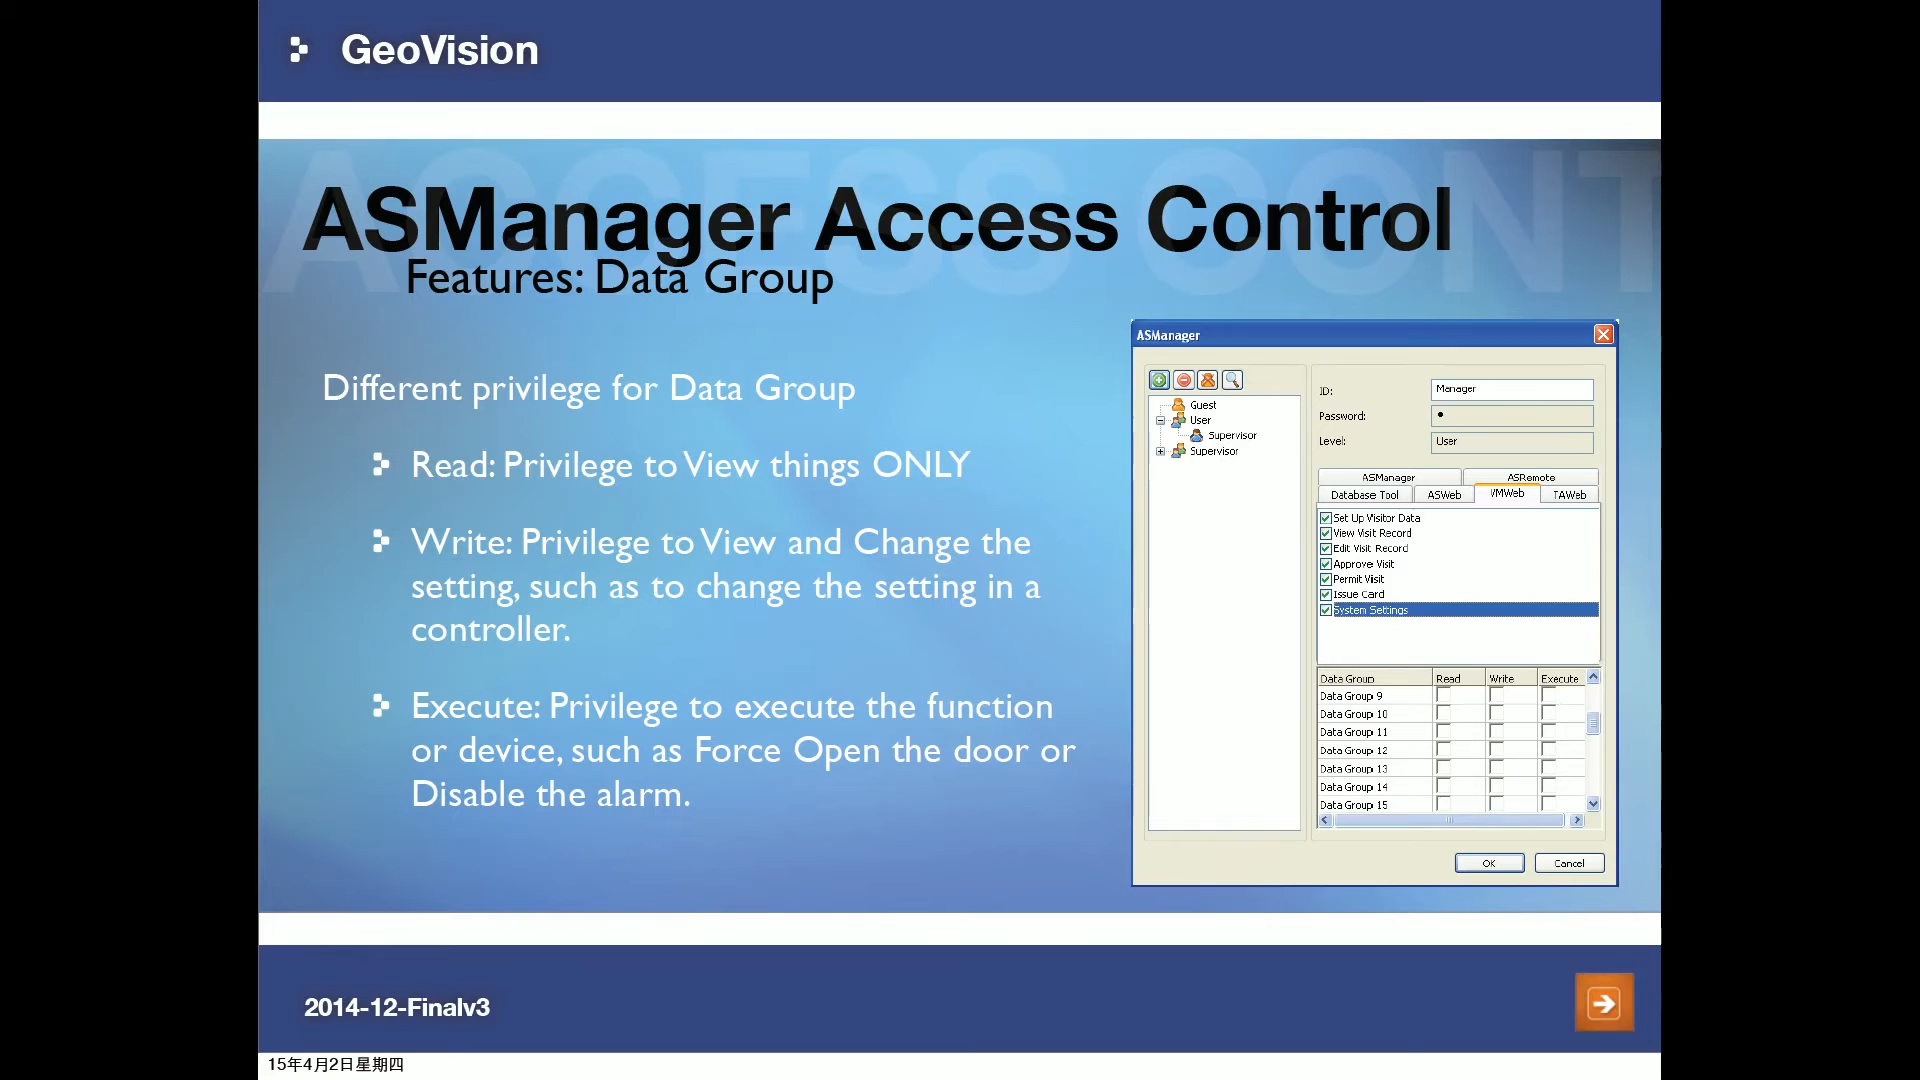 GeoVision
ACCESS CONT
ASManager Access Control
Features: Data Group
Different privilege for Data Group
Read: Privilege to View things ONLY
Write: Privilege to View and Change the
setting, such as to change the setting in a
controller.
Execute: Privilege to execute the function
or device, such as Force Open the door or
Disable the alarm.
ASManager
Guest
User
Supervisor
Supervisor
ID: Manager
Password:
Level: User
ASManager ASRemote
Database Tool ASWeb VMWeb TAWeb
Set Up Visitor Data
View Visit Record
Edit Visit Record
Approve Visit
Permit Visit
Issue Card
System Settings
Data Group Read Write Execute
Data Group 9
Data Group 10
Data Group 11
Data Group 12
Data Group 13
Data Group 14
Data Group 15
OK Cancel
2014-12-Finalv3
15年4月2日星期四